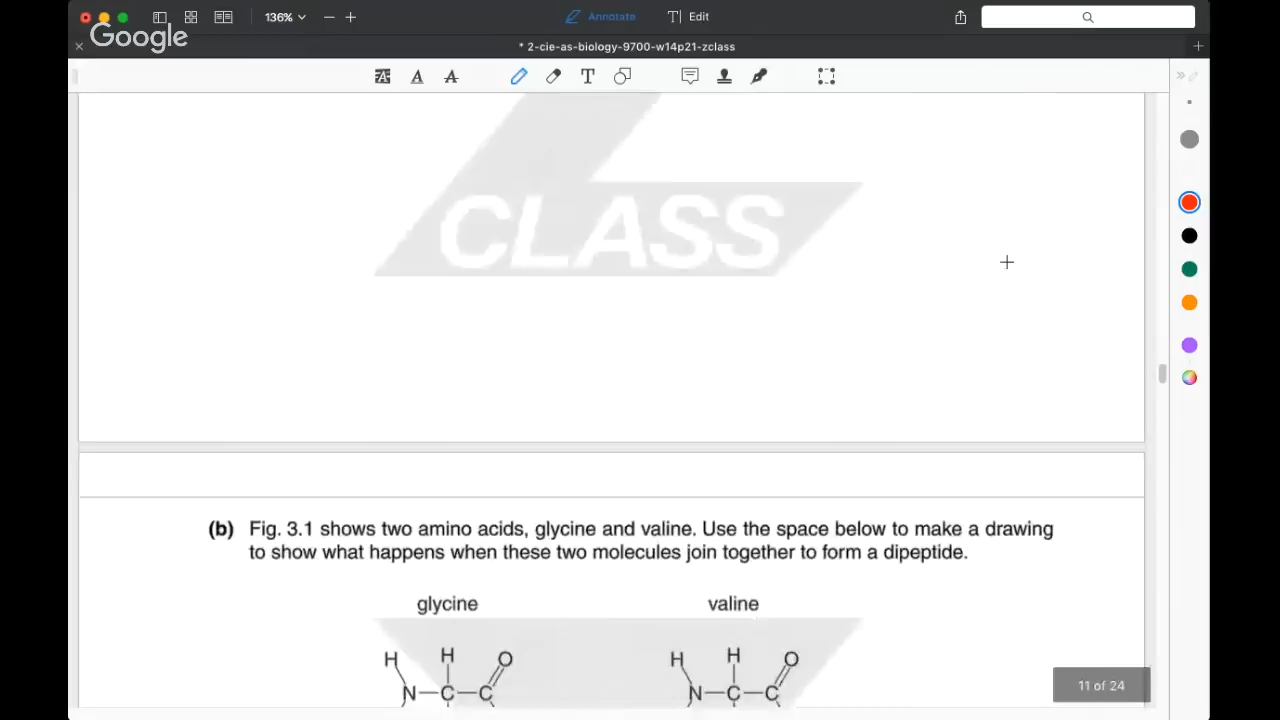 136%
Annotate
T Edit
Google
* 2-cie-as-biology-9700-w14p21-zclass
A A A T
CLASS
(b) Fig. 3.1 shows two amino acids, glycine and valine. Use the space below to make a drawing
to show what happens when these two molecules join together to form a dipeptide.
glycine valine
H H O H H O
N C C N C C
11 of 24